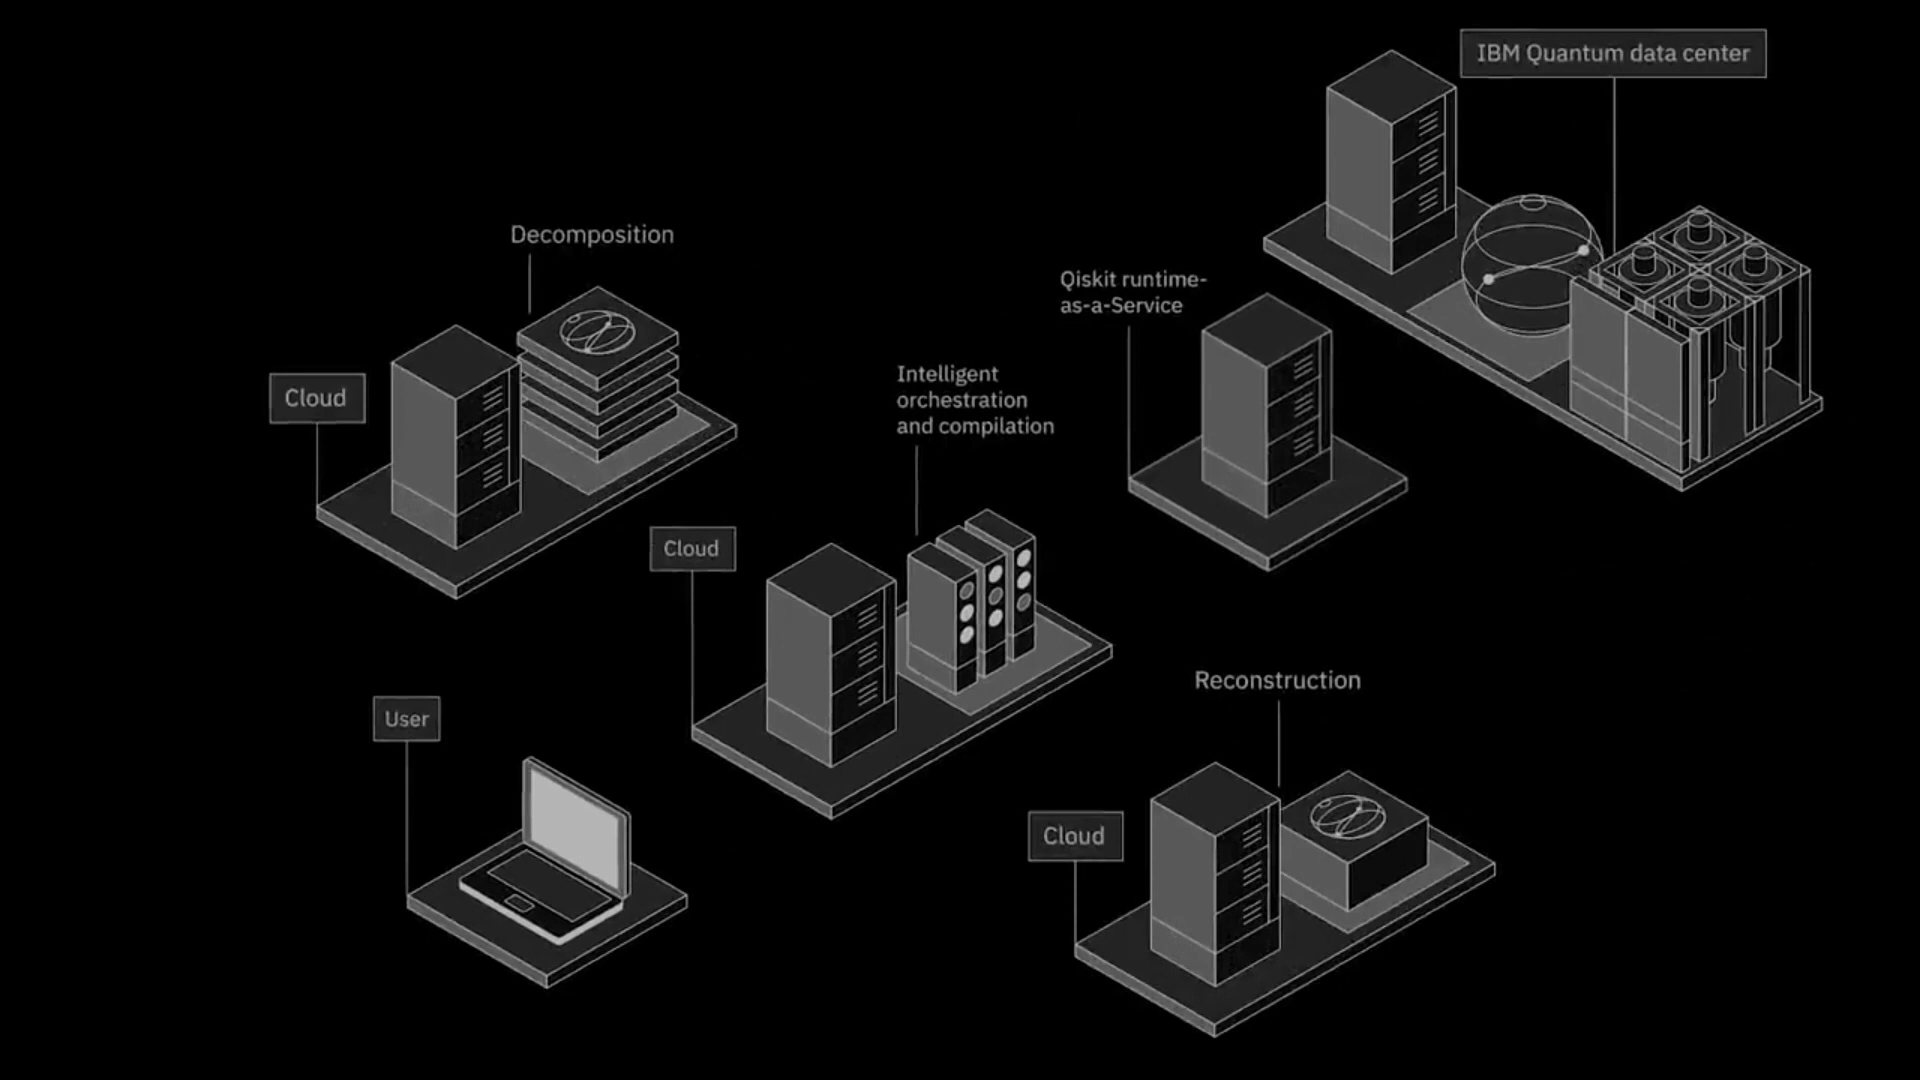 IBM Quantum data center
Decomposition
Qiskit runtime-
as-a-Service
Cloud
Intelligent
orchestration
and compilation
Cloud
Reconstruction
User
Cloud